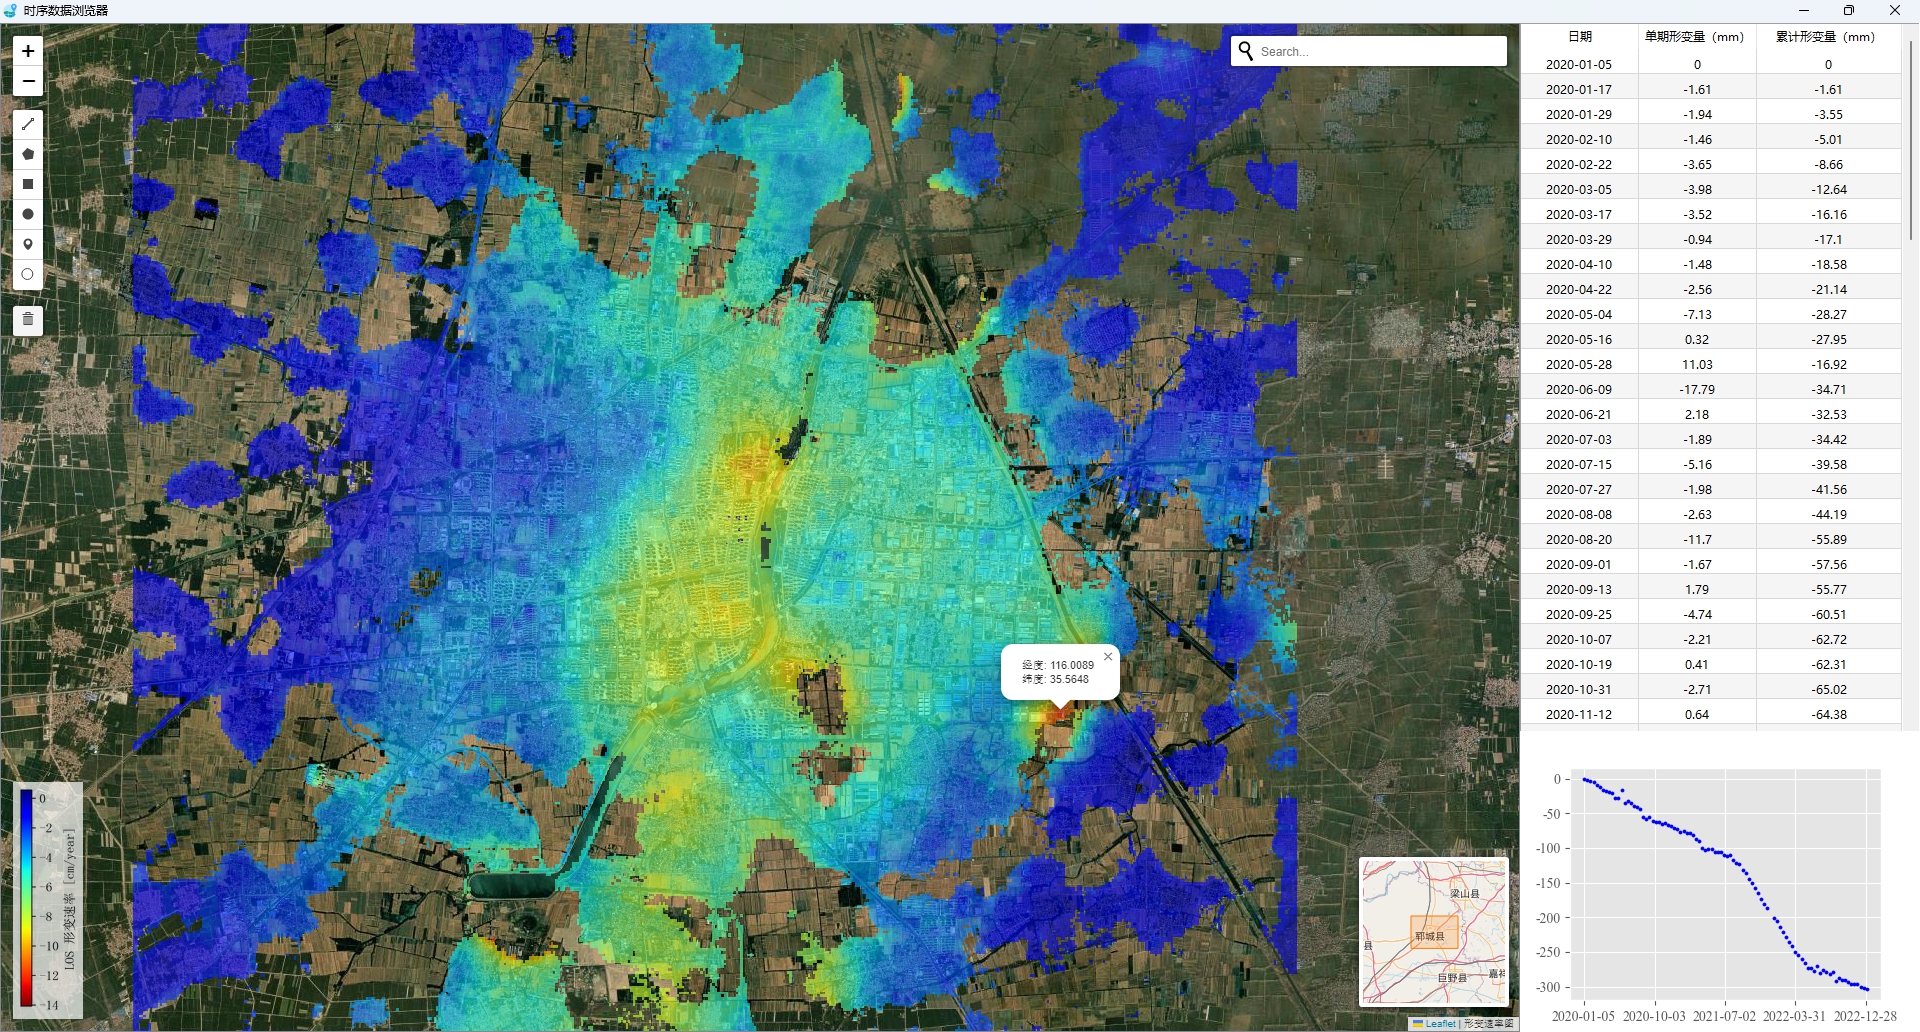 时序数据浏览器
+
−
Search...
经度: 116.0089
纬度: 35.5648
×
0
-2
-4
-6
-8
-10
-12
-14
LOS 形变速率 [cm/year]
梁山县
郓城县
县
巨野县
嘉祥
Leaflet | 形变速率图
日期 单期形变量（mm） 累计形变量（mm）
2020-01-05 0 0
2020-01-17 -1.61 -1.61
2020-01-29 -1.94 -3.55
2020-02-10 -1.46 -5.01
2020-02-22 -3.65 -8.66
2020-03-05 -3.98 -12.64
2020-03-17 -3.52 -16.16
2020-03-29 -0.94 -17.1
2020-04-10 -1.48 -18.58
2020-04-22 -2.56 -21.14
2020-05-04 -7.13 -28.27
2020-05-16 0.32 -27.95
2020-05-28 11.03 -16.92
2020-06-09 -17.79 -34.71
2020-06-21 2.18 -32.53
2020-07-03 -1.89 -34.42
2020-07-15 -5.16 -39.58
2020-07-27 -1.98 -41.56
2020-08-08 -2.63 -44.19
2020-08-20 -11.7 -55.89
2020-09-01 -1.67 -57.56
2020-09-13 1.79 -55.77
2020-09-25 -4.74 -60.51
2020-10-07 -2.21 -62.72
2020-10-19 0.41 -62.31
2020-10-31 -2.71 -65.02
2020-11-12 0.64 -64.38
0
-50
-100
-150
-200
-250
-300
2020-01-05 2020-10-03 2021-07-02 2022-03-31 2022-12-28